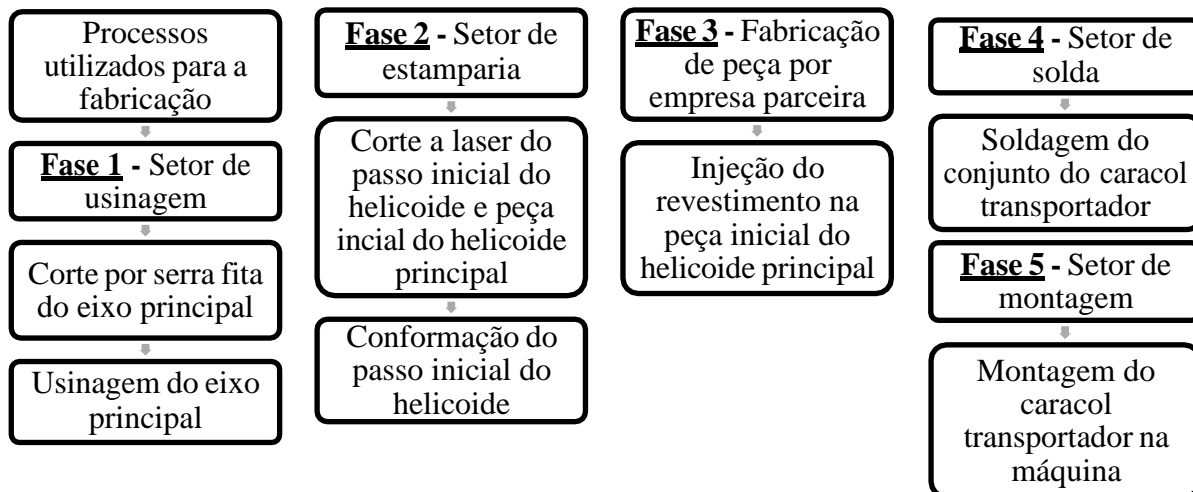 Processos
utilizados para a
fabricação
Fase 1 - Setor de
usinagem
Corte por serra fita
do eixo principal
Usinagem do eixo
principal
Fase 2 - Setor de
estamparia
Corte a laser do
passo inicial do
helicoide e peça
incial do helicoide
principal
Conformação do
passo inicial do
helicoide
Fase 3 - Fabricação
de peça por
empresa parceira
Injeção do
revestimento na
peça inicial do
helicoide principal
Fase 4 - Setor de
solda
Soldagem do
conjunto do caracol
transportador
Fase 5 - Setor de
montagem
Montagem do
caracol
transportador na
máquina